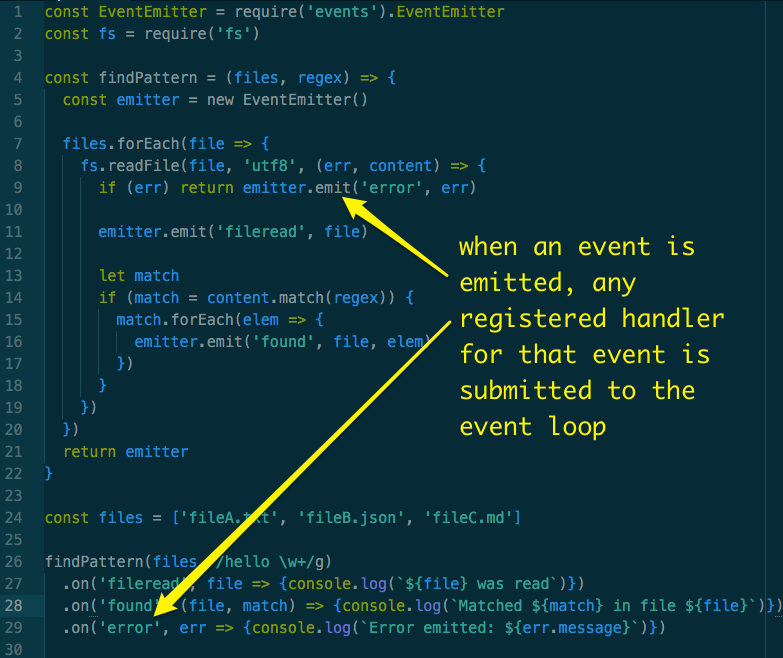 1 const EventEmitter = require('events').EventEmitter
2 const fs = require('fs')
3
4 const findPattern = (files, regex) => {
5 const emitter = new EventEmitter()
6
7 files.forEach(file => {
8 fs.readFile(file, 'utf8', (err, content) => {
9 if (err) return emitter.emit('error', err)
10
11 emitter.emit('fileread', file)
12
13 let match
14 if (match = content.match(regex)) {
15 match.forEach(elem => {
16 emitter.emit('found', file, elem)
17 })
18 }
19 })
20 })
21 return emitter
22 }
23
24 const files = ['fileA.txt', 'fileB.json', 'fileC.md']
25
26 findPattern(files, /hello \w+/g)
27 .on('fileread', file => {console.log(`${file} was read`)})
28 .on('found', (file, match) => {console.log(`Matched ${match} in file ${file}`)})
29 .on('error', err => {console.log(`Error emitted: ${err.message}`)})
30
when an event is
emitted, any
registered handler
for that event is
submitted to the
event loop